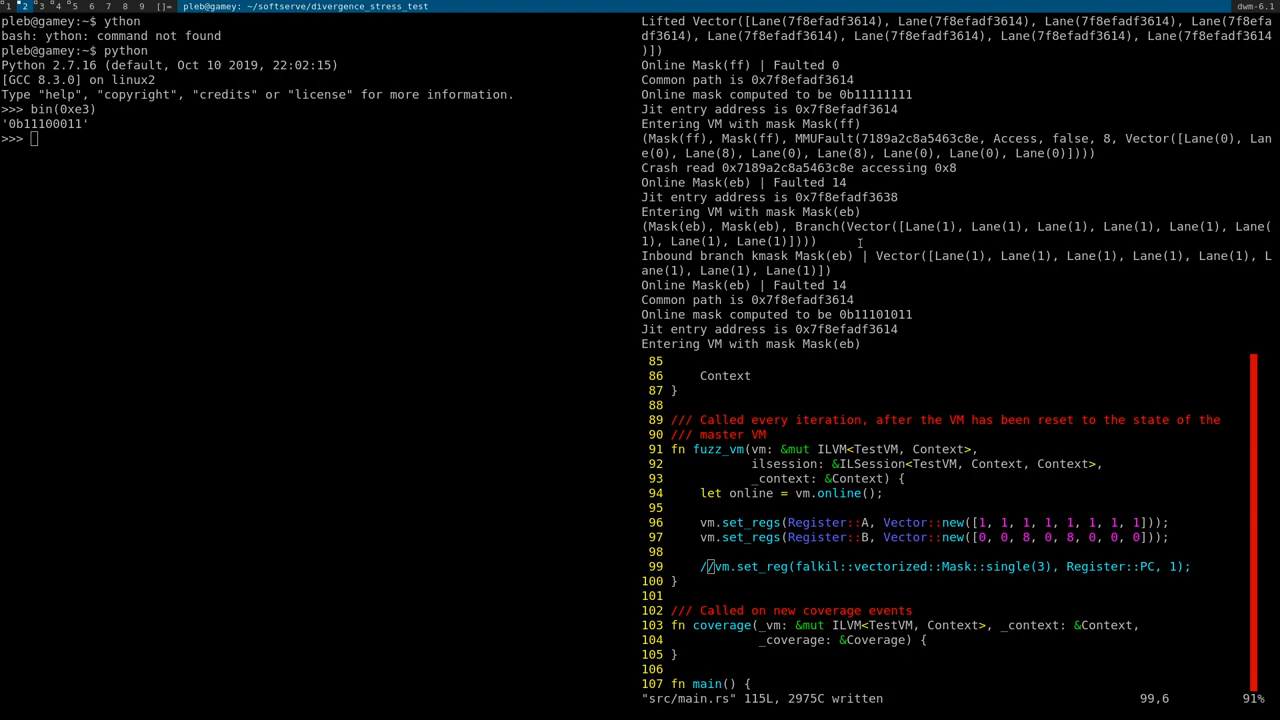 1 2 3 4 5 6 7 8 9 []= pleb@gamey: ~/softserve/divergence_stress_test dwm-6.1
pleb@gamey:~$ ython
bash: ython: command not found
pleb@gamey:~$ python
Python 2.7.16 (default, Oct 10 2019, 22:02:15)
[GCC 8.3.0] on linux2
Type "help", "copyright", "credits" or "license" for more information.
>>> bin(0xe3)
'0b11100011'
>>>
Lifted Vector([Lane(7f8efadf3614), Lane(7f8efadf3614), Lane(7f8efadf3614), Lane(7f8efa
df3614), Lane(7f8efadf3614), Lane(7f8efadf3614), Lane(7f8efadf3614), Lane(7f8efadf3614
)])
Online Mask(ff) | Faulted 0
Common path is 0x7f8efadf3614
Online mask computed to be 0b11111111
Jit entry address is 0x7f8efadf3614
Entering VM with mask Mask(ff)
(Mask(ff), Mask(ff), MMUFault(7189a2c8a5463c8e, Access, false, 8, Vector([Lane(0), Lan
e(0), Lane(8), Lane(0), Lane(8), Lane(0), Lane(0), Lane(0)])))
Crash read 0x7189a2c8a5463c8e accessing 0x8
Online Mask(eb) | Faulted 14
Jit entry address is 0x7f8efadf3638
Entering VM with mask Mask(eb)
(Mask(eb), Mask(eb), Branch(Vector([Lane(1), Lane(1), Lane(1), Lane(1), Lane(1), Lane(
1), Lane(1), Lane(1)])))
Inbound branch kmask Mask(eb) | Vector([Lane(1), Lane(1), Lane(1), Lane(1), Lane(1), L
ane(1), Lane(1), Lane(1)])
Online Mask(eb) | Faulted 14
Common path is 0x7f8efadf3614
Online mask computed to be 0b11101011
Jit entry address is 0x7f8efadf3614
Entering VM with mask Mask(eb)
85
86     Context
87 }
88
89 /// Called every iteration, after the VM has been reset to the state of the
90 /// master VM
91 fn fuzz_vm(vm: &mut ILVM<TestVM, Context>,
92            ilsession: &ILSession<TestVM, Context, Context>,
93            _context: &Context) {
94     let online = vm.online();
95
96     vm.set_regs(Register::A, Vector::new([1, 1, 1, 1, 1, 1, 1, 1]));
97     vm.set_regs(Register::B, Vector::new([0, 0, 8, 0, 8, 0, 0, 0]));
98
99     //vm.set_reg(falkil::vectorized::Mask::single(3), Register::PC, 1);
100 }
101
102 /// Called on new coverage events
103 fn coverage(_vm: &mut ILVM<TestVM, Context>, _context: &Context,
104             _coverage: &Coverage) {
105 }
106
107 fn main() {
"src/main.rs" 115L, 2975C written 99,6 91%